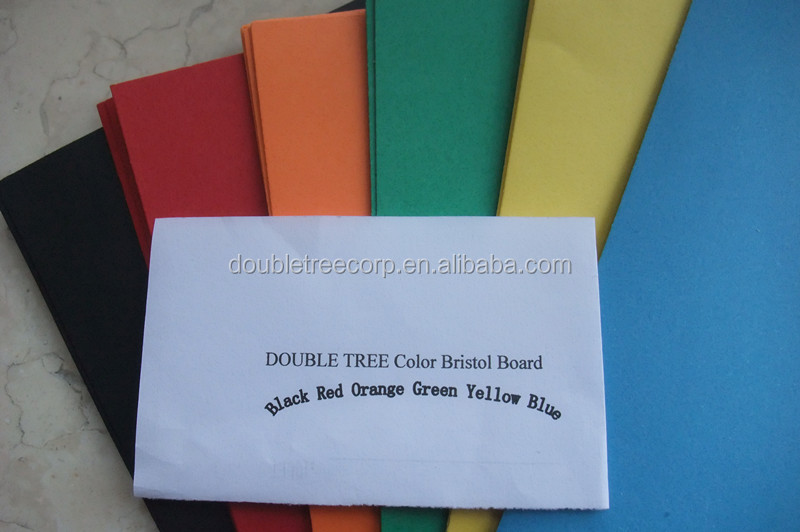 doubletreecorp.en.alibaba.com
DOUBLE TREE Color Bristol Board
Black Red Orange Green Yellow Blue